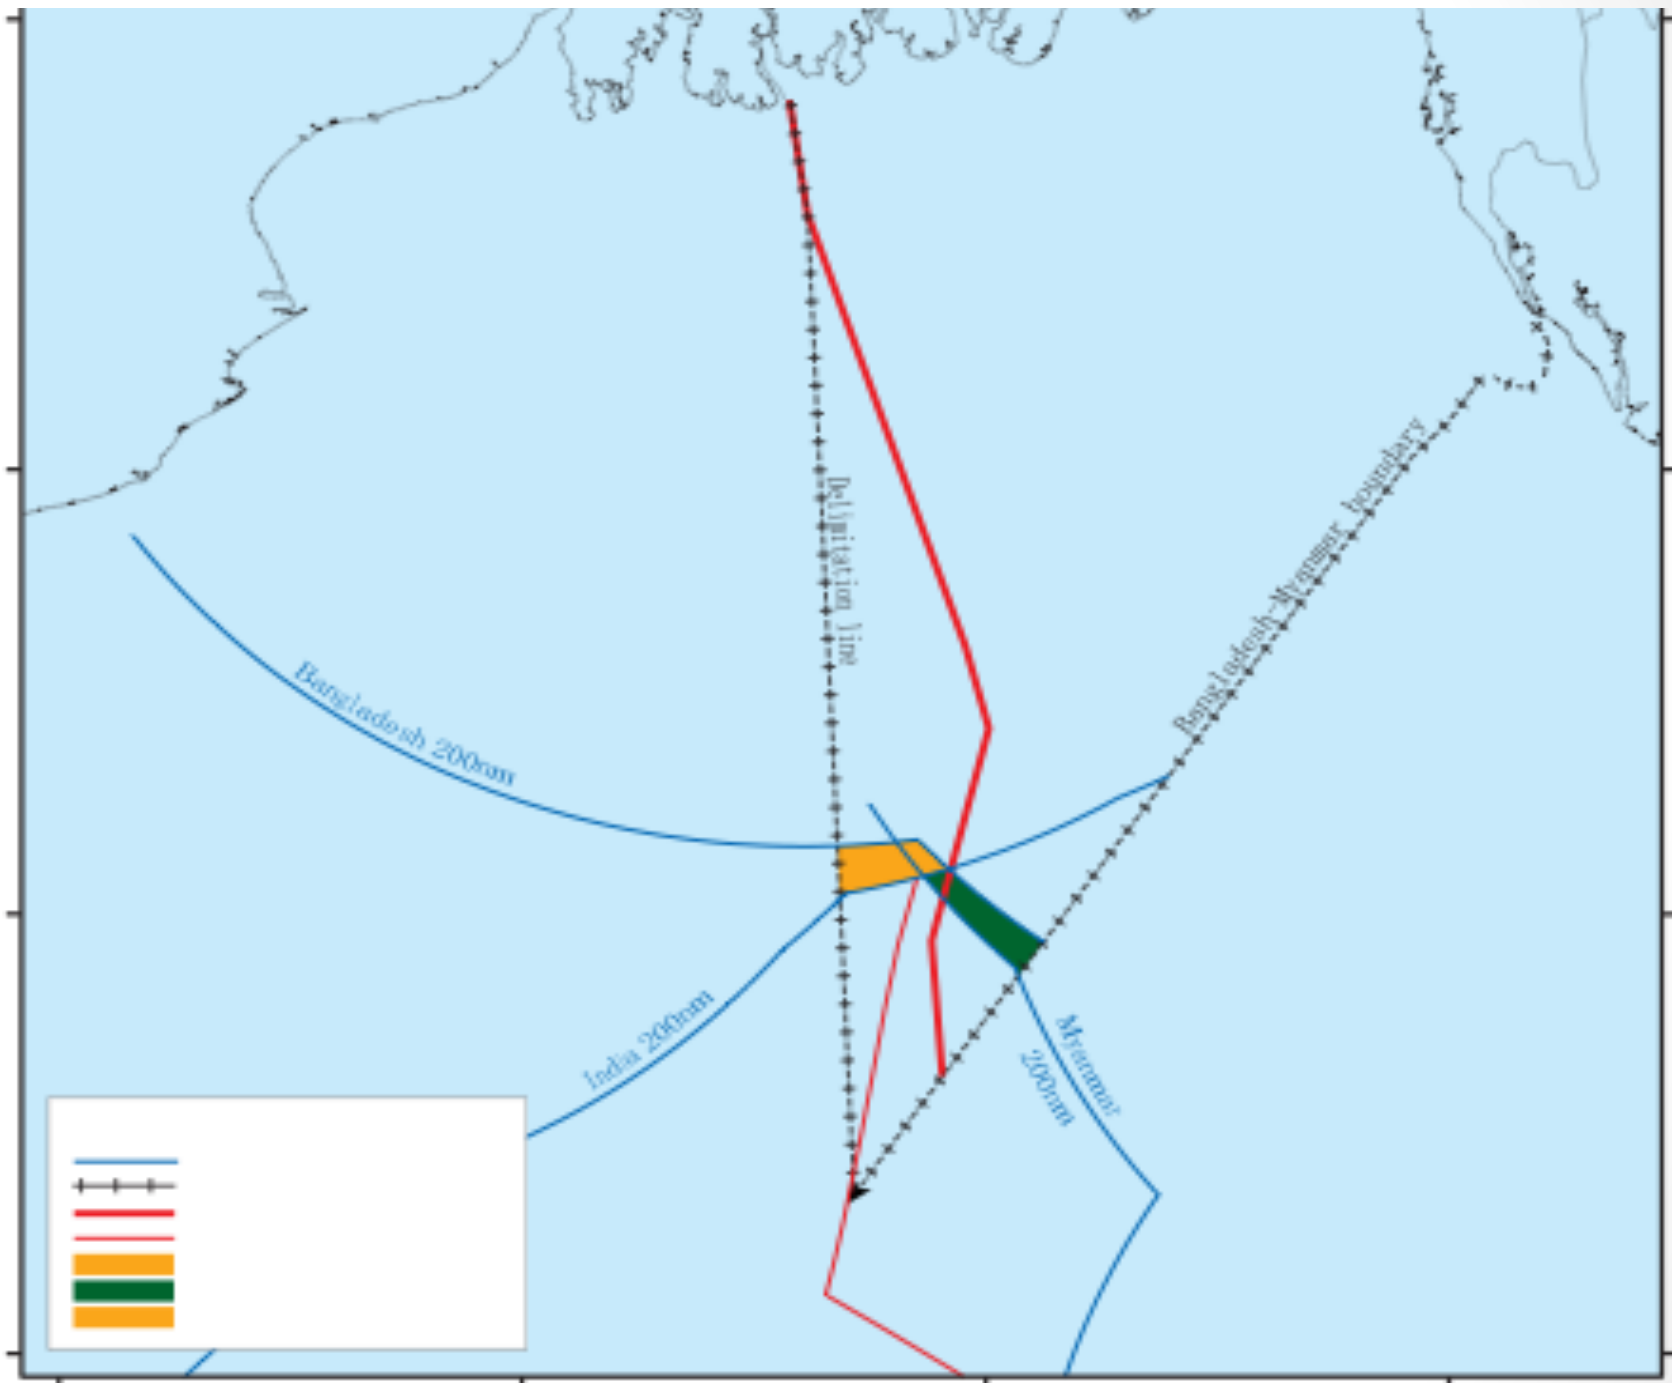 Delimitation line
Bangladesh-Myanmar boundary
Bangladesh 200nm
India 200nm
Myanmar
200nm